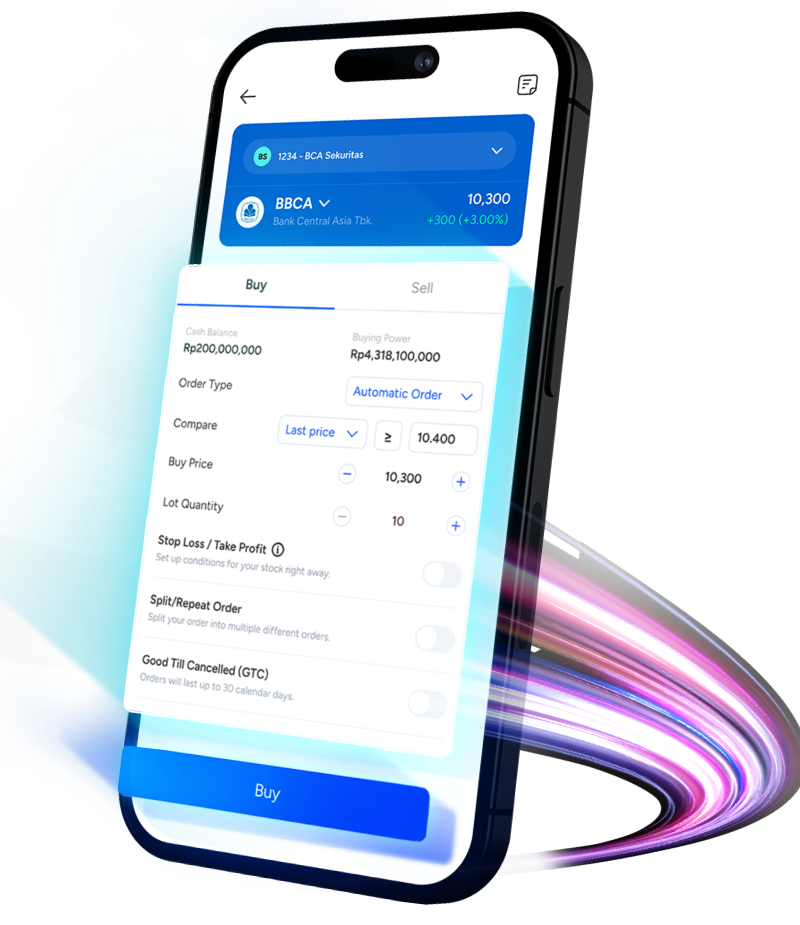 BS 1234 - BCA Sekuritas
BBCA 10,300
Bank Central Asia Tbk. +300 (+3.00%)
Buy Sell
Cash Balance Buying Power
Rp200,000,000 Rp4,318,100,000
Order Type Automatic Order
Compare Last price ≥ 10.400
Buy Price − 10,300 +
Lot Quantity − 10 +
Stop Loss / Take Profit
Set up conditions for your stock right away.
Split/Repeat Order
Split your order into multiple different orders.
Good Till Cancelled (GTC)
Orders will last up to 30 calendar days.
Buy